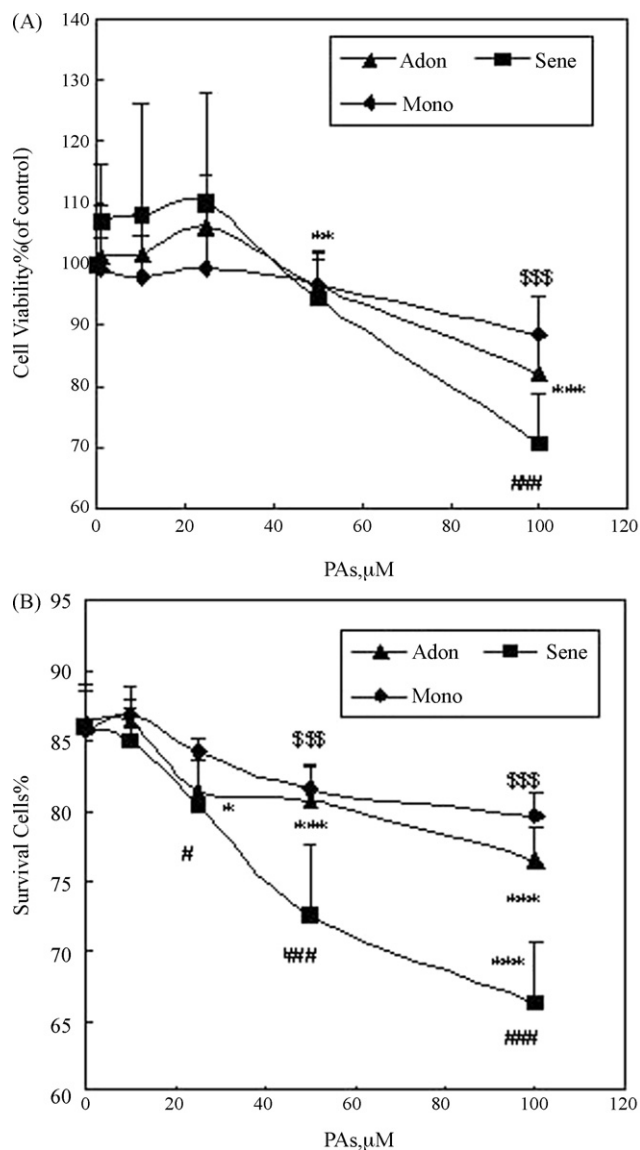 (A)
140
130
120
110
100
90
80
70
60
Cell Viability%(of control)
Adon Sene
Mono
**
$$$
***
###
0 20 40 60 80 100 120
PAs,μM
(B)
95
90
85
80
75
70
65
60
Survival Cells%
Adon Sene
Mono
$$$
$$$
*
***
#
***
###
***
###
0 20 40 60 80 100 120
PAs,μM